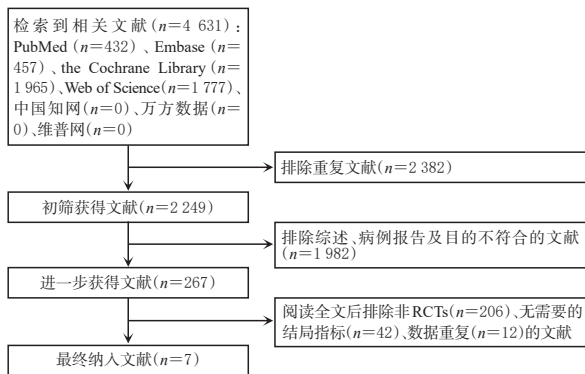 检索到相关文献(n=4 631)：
PubMed (n=432)、Embase (n=
457)、the Cochrane Library (n=
1 965)、Web of Science(n=1 777)、
中国知网(n=0)、万方数据(n=
0)、维普网(n=0)
排除重复文献(n=2 382)
初筛获得文献(n=2 249)
排除综述、病例报告及目的不符合的文献
(n=1 982)
进一步获得文献(n=267)
阅读全文后排除非RCTs(n=206)、无需要的
结局指标(n=42)、数据重复(n=12)的文献
最终纳入文献(n=7)